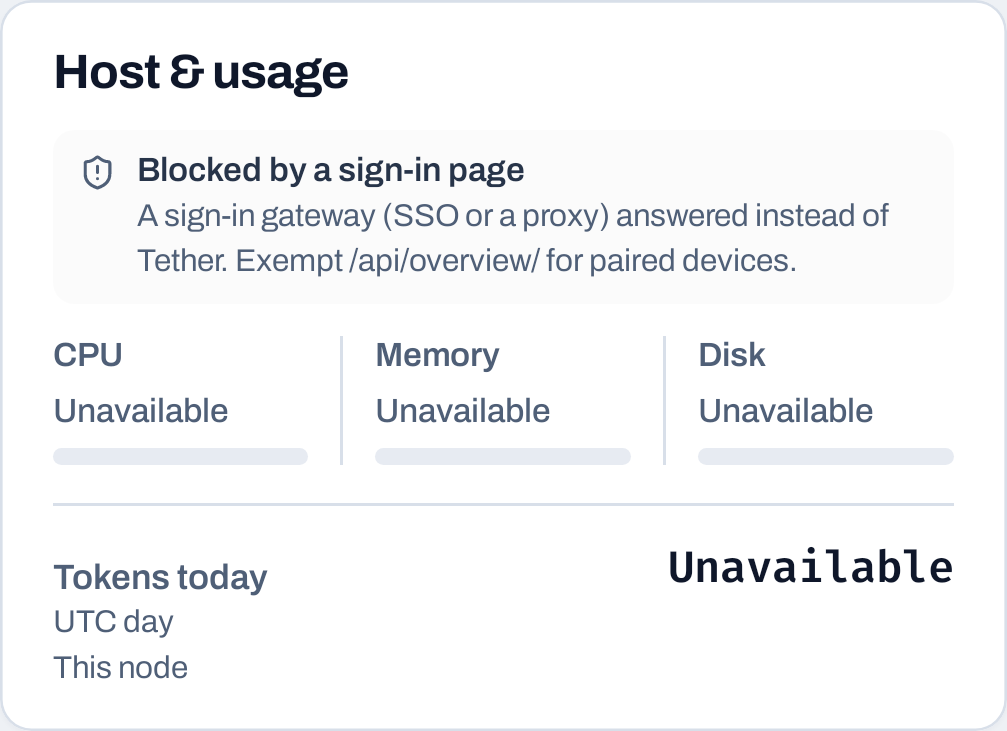 Host & usage
Blocked by a sign-in page
A sign-in gateway (SSO or a proxy) answered instead of
Tether. Exempt /api/overview/ for paired devices.
CPU
Unavailable
Memory
Unavailable
Disk
Unavailable
Tokens today
Unavailable
UTC day
This node